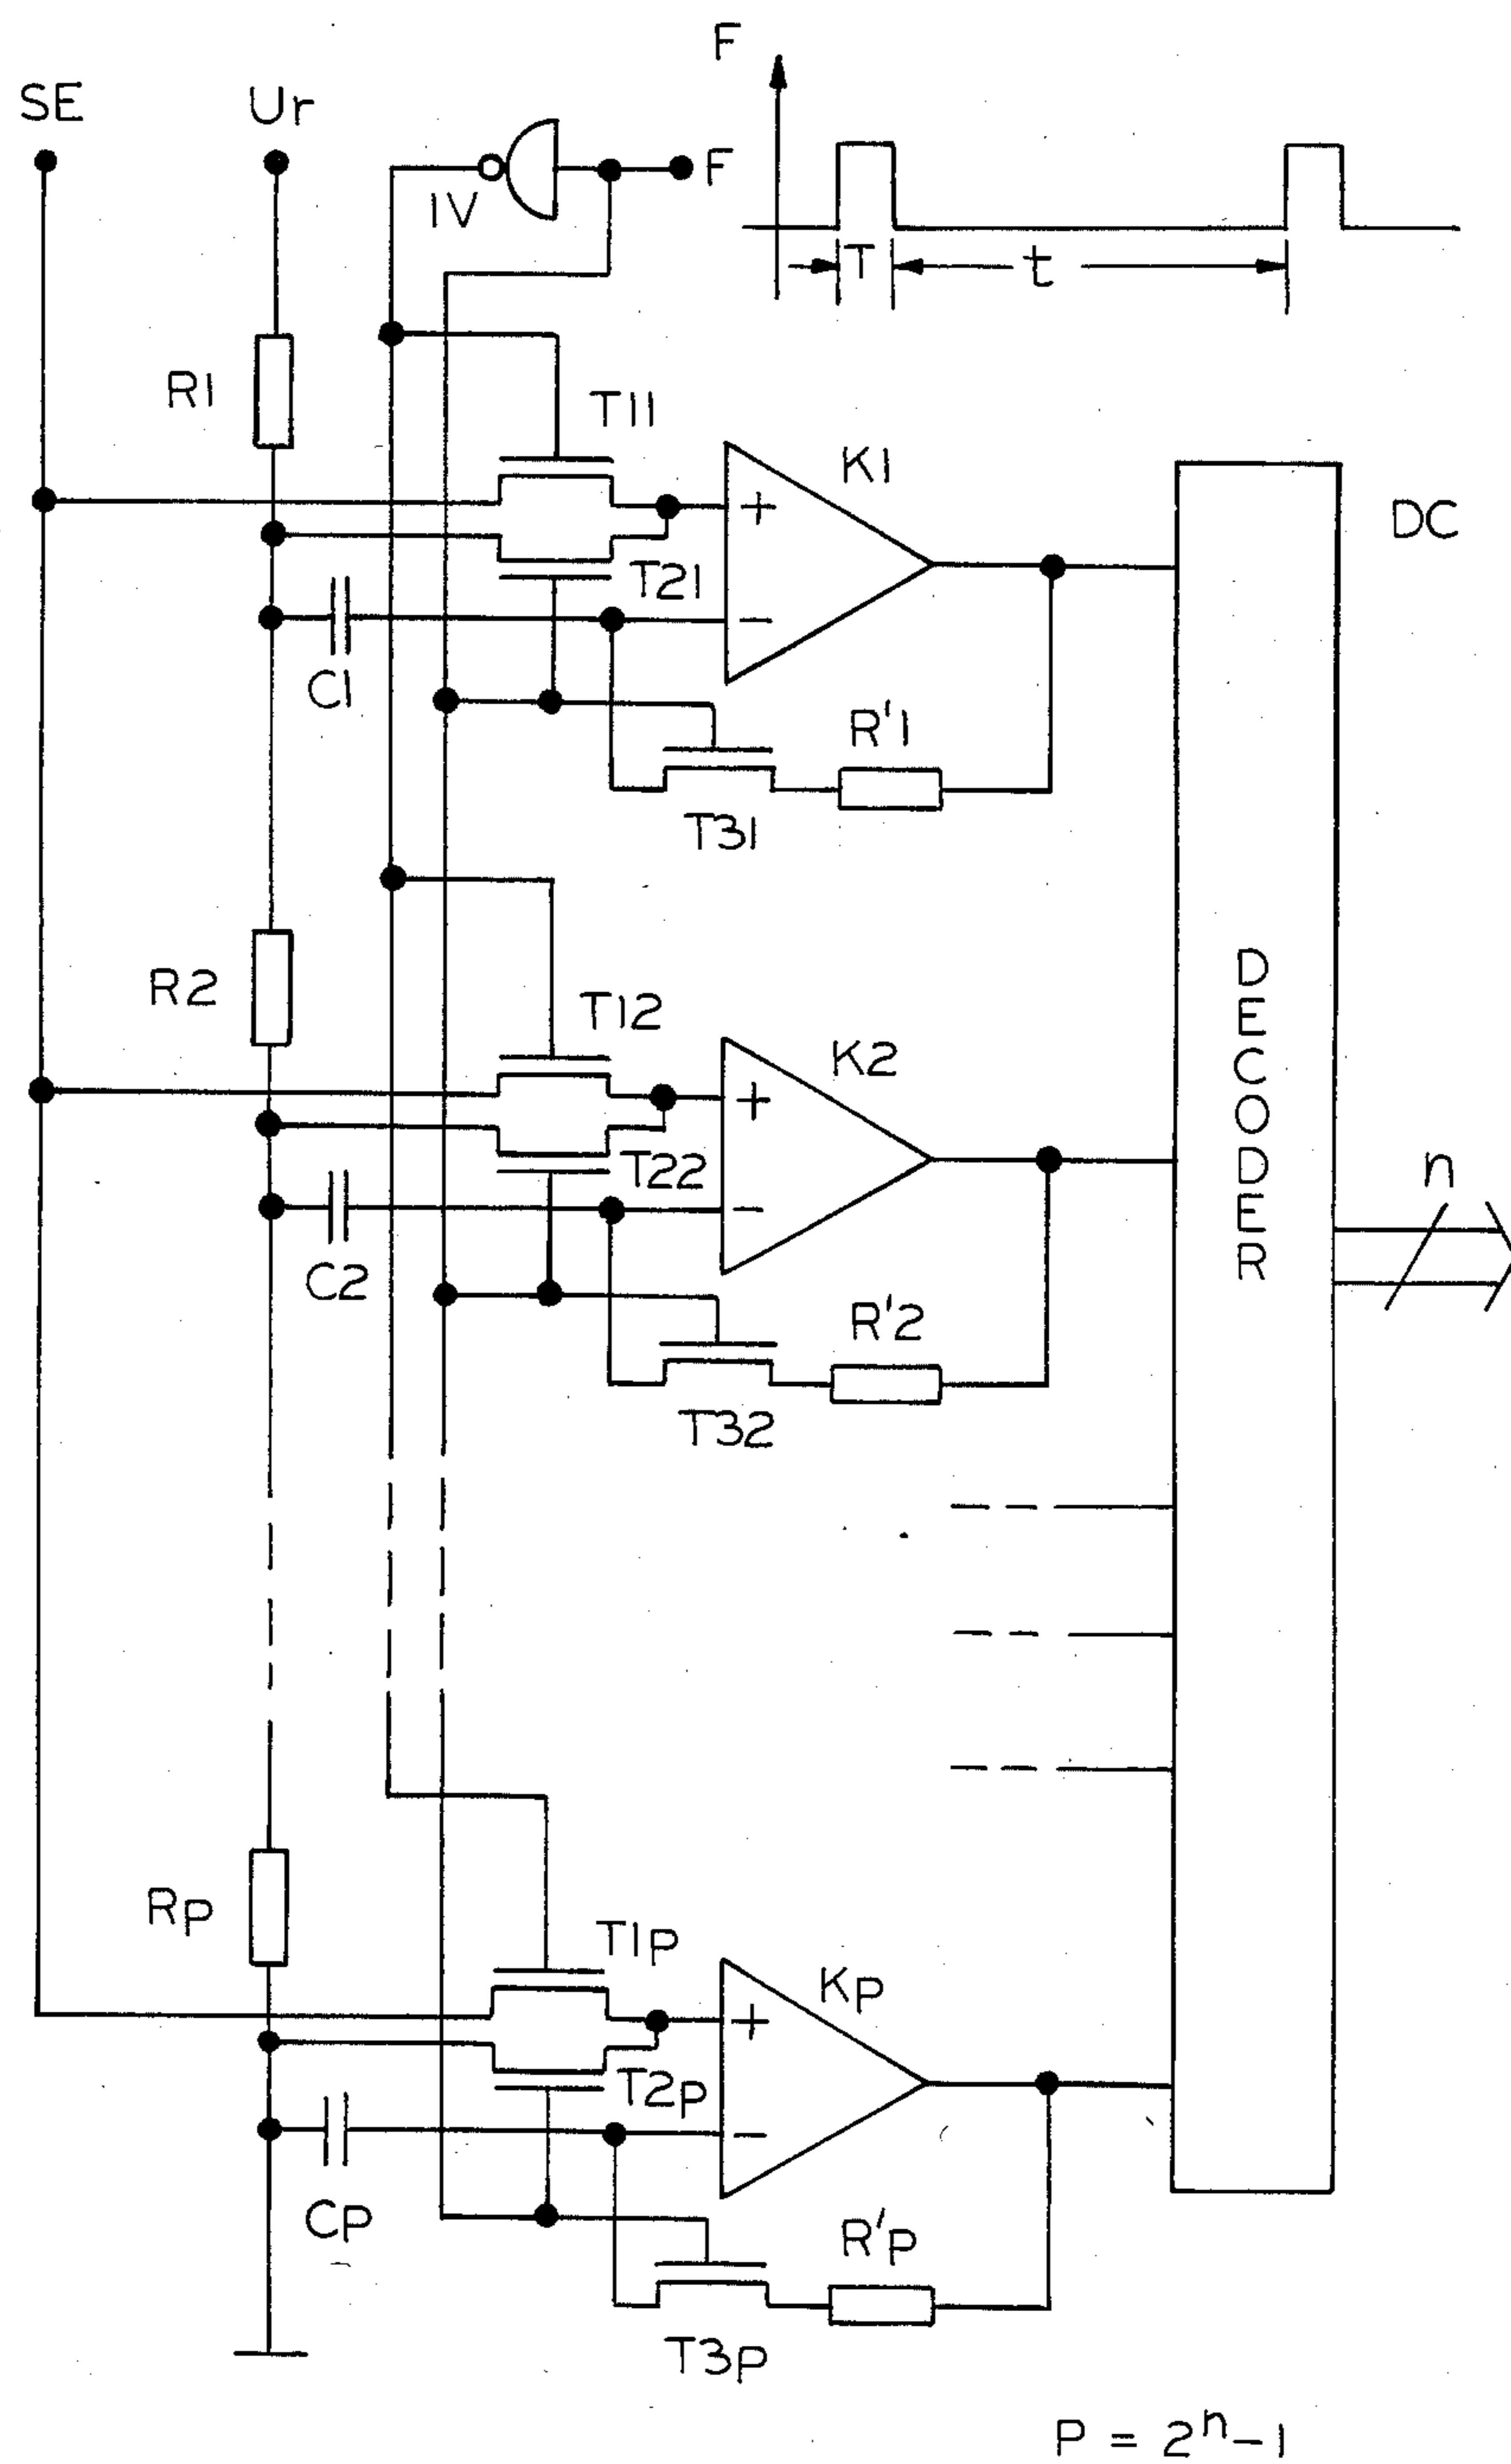 F
SE
Ur
F
1V
T
t
R1
T11
K1
DC
+
T21
−
C1
R'1
T31
R2
T12
K2
+
T22
−
C2
R'2
T32
DECODER
n
RP
T1P
KP
+
T2P
−
CP
R'P
T3P
P = 2ⁿ−1